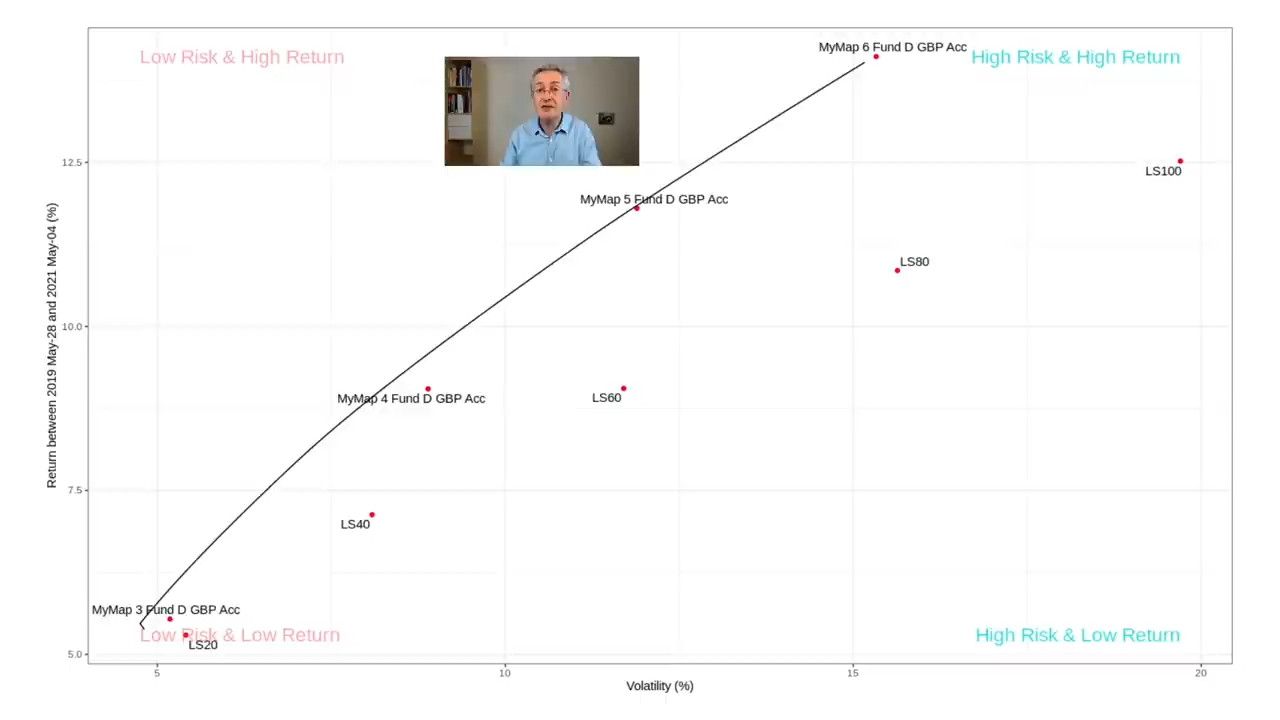 MyMap 6 Fund D GBP Acc
Low Risk & High Return
High Risk & High Return
12.5
LS100
MyMap 5 Fund D GBP Acc
LS80
Return between 2019 May-28 and 2021 May-04 (%)
10.0
MyMap 4 Fund D GBP Acc
LS60
7.5
LS40
MyMap 3 Fund D GBP Acc
Low Risk & Low Return
High Risk & Low Return
LS20
5.0
5
10
15
20
Volatility (%)